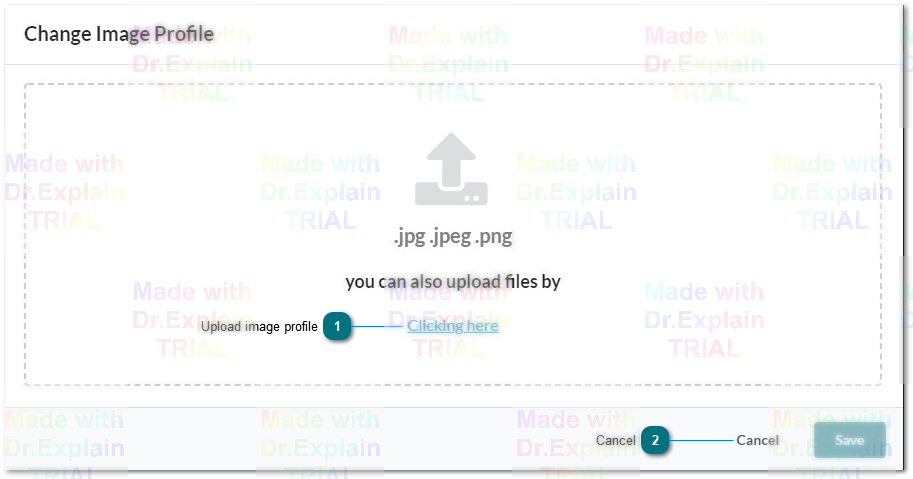 Change Image Profile
Made with Dr.Explain TRIAL
Made with Dr.Explain TRIAL
Made with Dr.Explain TRIAL
Made with Dr.Explain TRIAL
Made with Dr.Explain TRIAL
Made with Dr.Explain TRIAL
Made with Dr.Explain TRIAL
.jpg .jpeg .png
you can also upload files by
Made with Dr.Explain TRIAL
Made with Dr.Explain TRIAL
Made with Dr.Explain TRIAL
Upload image profile 1 Clicking here
Cancel 2 Cancel Save
Made with Dr.Explain
Made with Dr.Explain
Made with Dr.Explain
Made with Dr.Explain